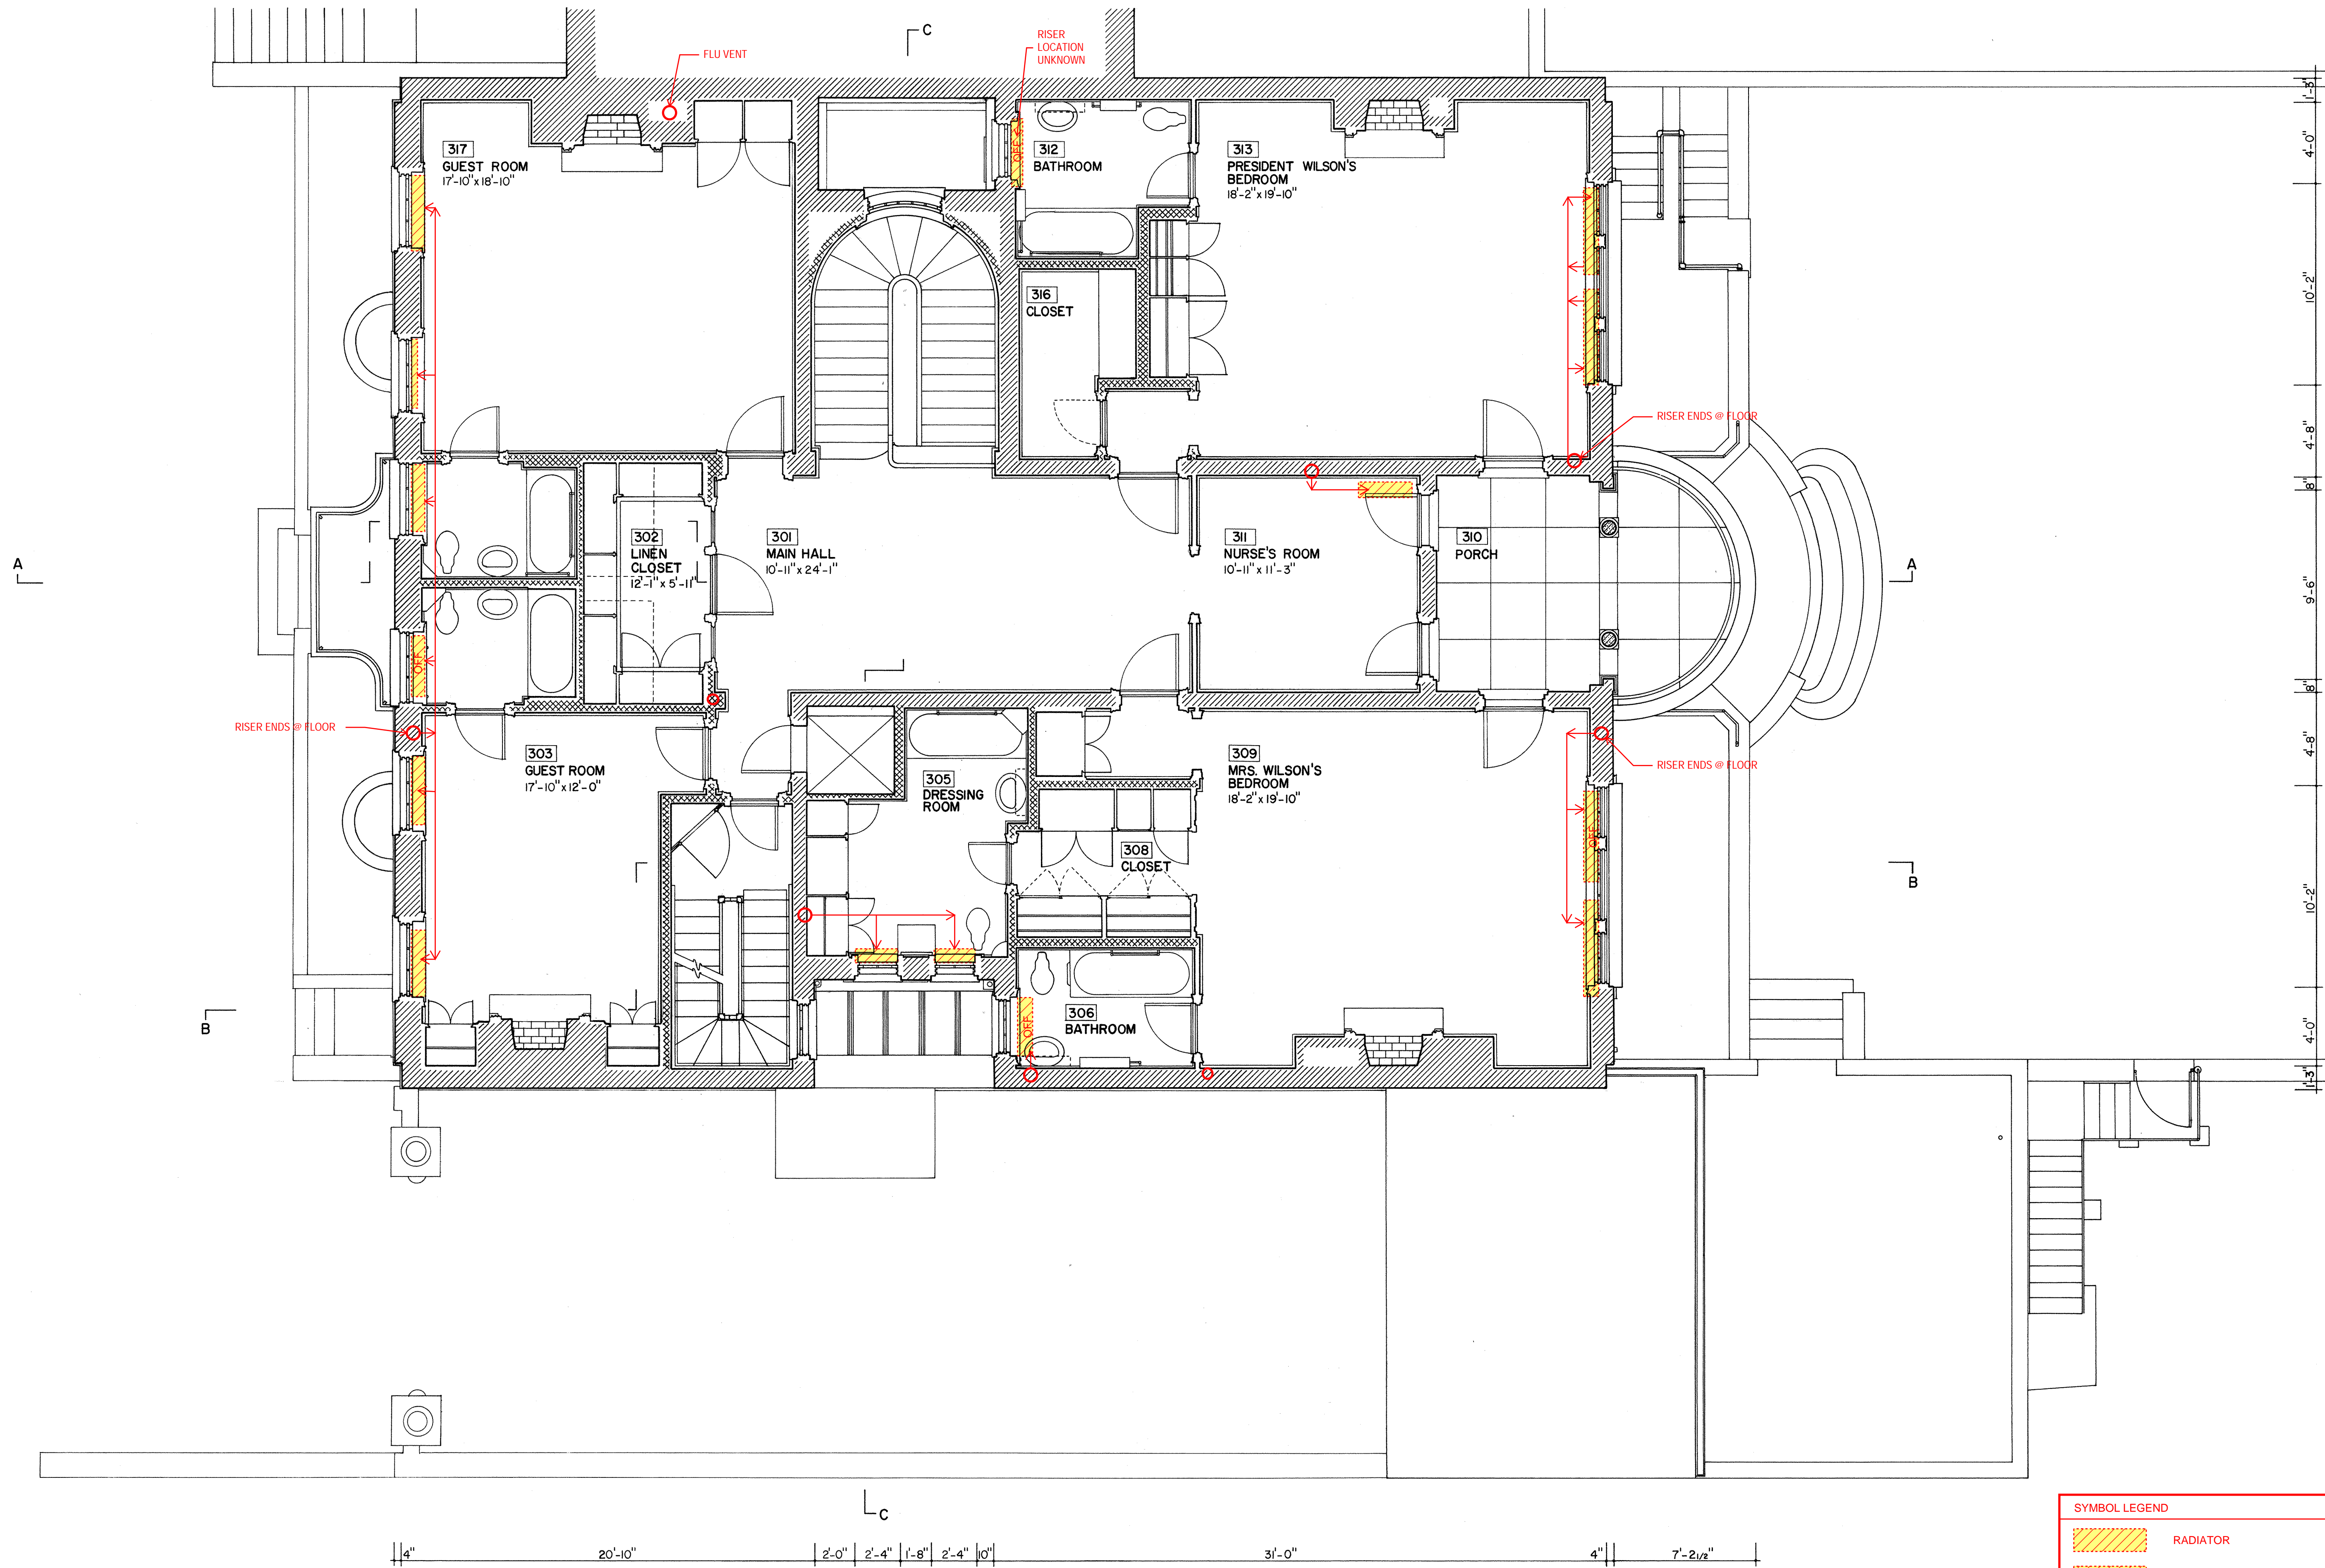 C
FLU VENT
RISER
LOCATION
UNKNOWN
1'-3"
4'-0"
317
GUEST ROOM
17'-10" x 18'-10"
OFF
312
BATHROOM
313
PRESIDENT WILSON'S
BEDROOM
18'-2" x 19'-10"
10'-2"
316
CLOSET
RISER ENDS @ FLOOR
4'-8"
8"
A
302
LINEN
CLOSET
12'-1" x 5'-11"
301
MAIN HALL
10'-11" x 24'-1"
311
NURSE'S ROOM
10'-11" x 11'-3"
310
PORCH
A
9'-6"
OFF
8"
RISER ENDS @ FLOOR
303
GUEST ROOM
17'-10" x 12'-0"
305
DRESSING
ROOM
309
MRS. WILSON'S
BEDROOM
18'-2" x 19'-10"
RISER ENDS @ FLOOR
4'-8"
OFF
308
CLOSET
B
10'-2"
B
OFF
306
BATHROOM
4'-0"
1'-3"
C
SYMBOL LEGEND
RADIATOR
4"
20'-10"
2'-0"
2'-4"
1'-8"
2'-4"
10"
31'-0"
4"
7'-2 1/2"